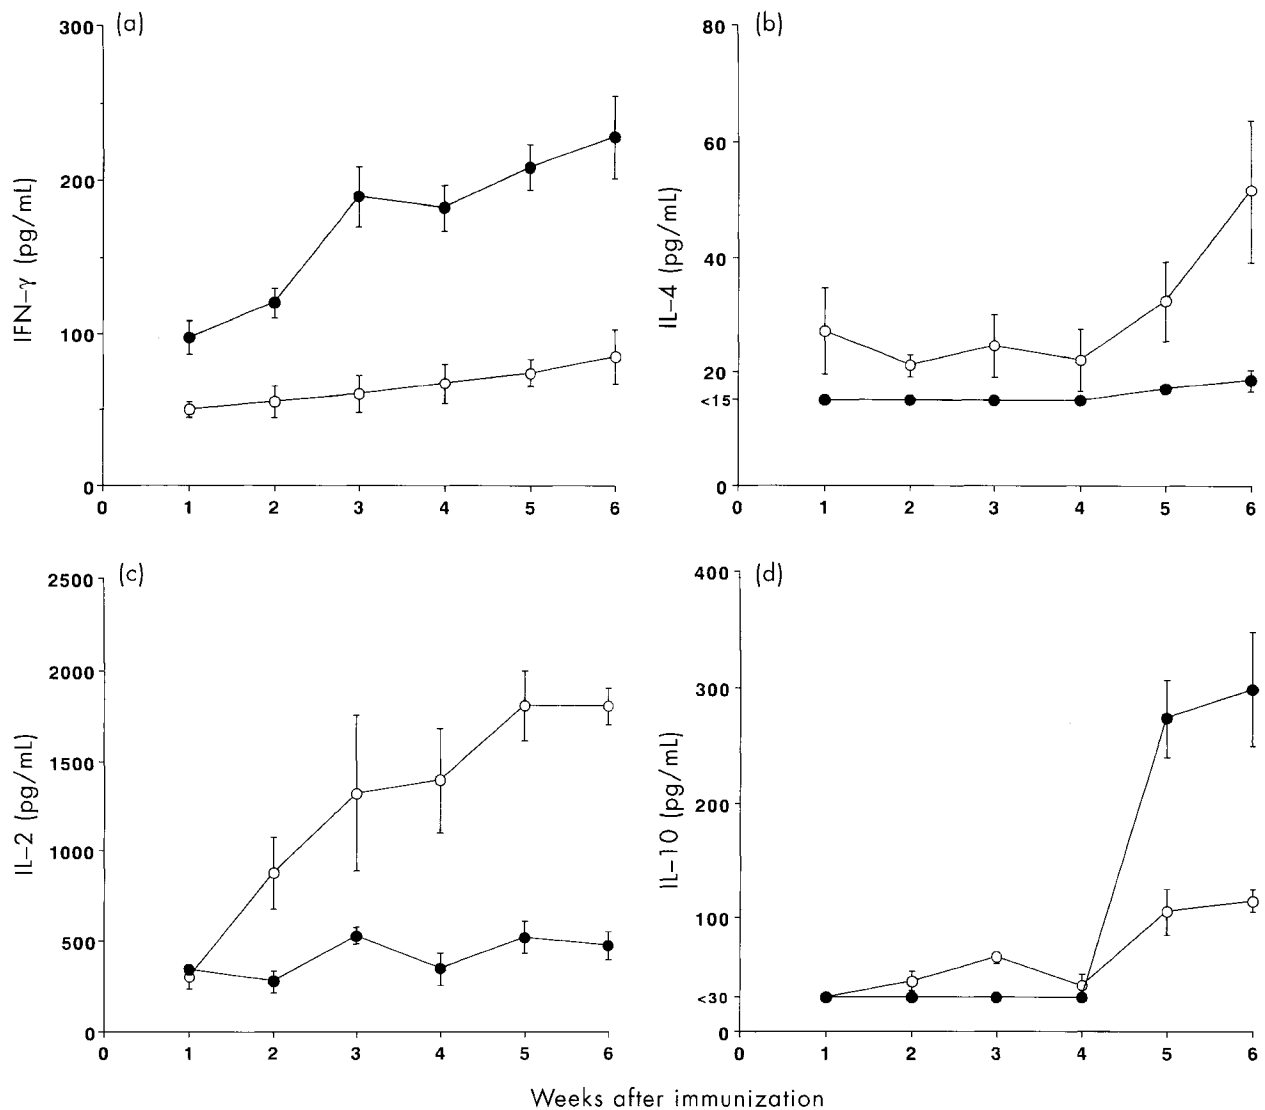 (a)
300
200
100
0
IFN-γ (pg/mL)
0 1 2 3 4 5 6
(b)
80
60
40
20
<15
0
IL-4 (pg/mL)
0 1 2 3 4 5 6
(c)
2500
2000
1500
1000
500
0
IL-2 (pg/mL)
0 1 2 3 4 5 6
(d)
400
300
200
100
<30
0
IL-10 (pg/mL)
0 1 2 3 4 5 6
Weeks after immunization